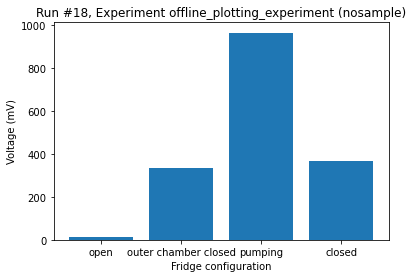 Run #18, Experiment offline_plotting_experiment (nosample)
1000
800
600
400
200
0
Voltage (mV)
open outer chamber closed pumping closed
Fridge configuration